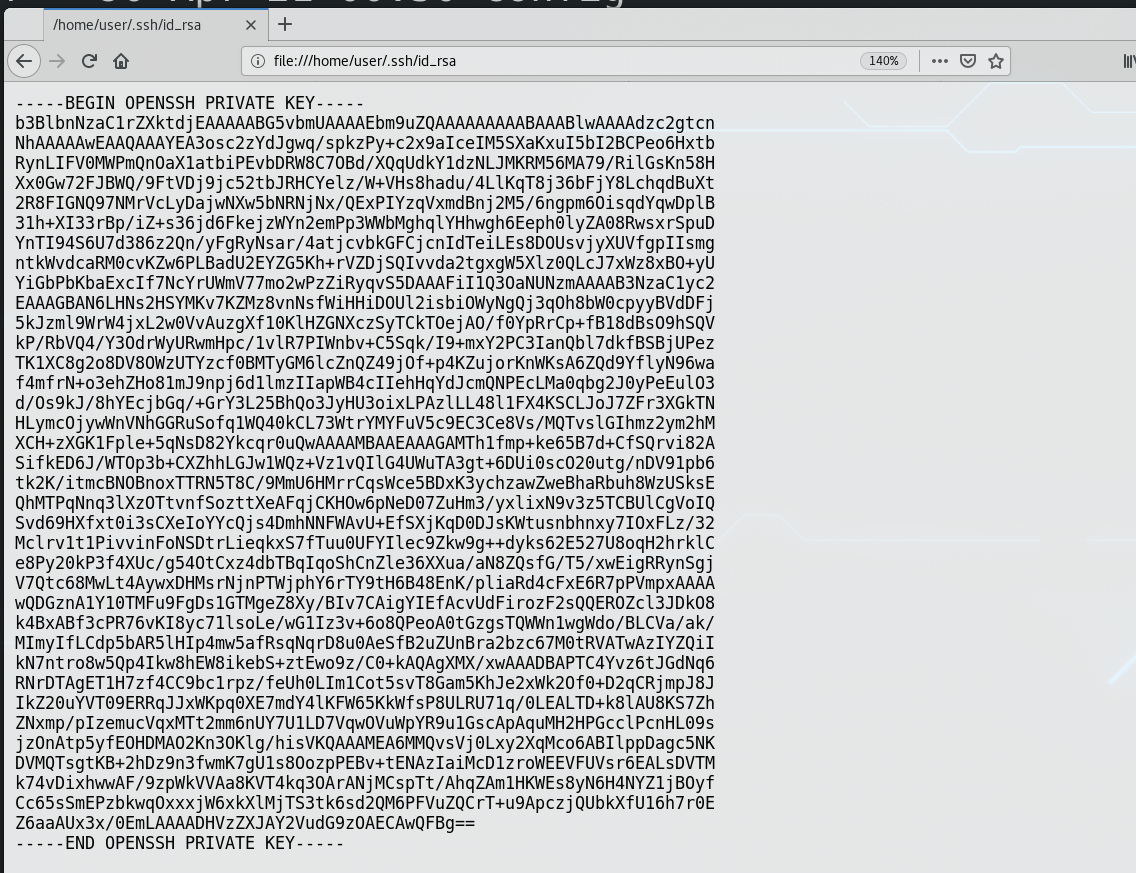 /home/user/.ssh/id_rsa
file:///home/user/.ssh/id_rsa
140%
-----BEGIN OPENSSH PRIVATE KEY-----
b3BlbnNzaC1rZXktdjEAAAAABG5vbmUAAAAEbm9uZQAAAAAAAAABAAABlwAAAAdzc2gtcn
NhAAAAAwEAAQAAAYEA3osc2zYdJgwq/spkzPy+c2x9aIceIM5SXaKxuI5bI2BCPeo6Hxtb
RynLIFV0MWPmQnOaX1atbiPEvbDRW8C7OBd/XQqUdkY1dzNLJMKRM56MA79/RilGsKn58H
Xx0Gw72FJBWQ/9FtVDj9jc52tbJRHCYelz/W+VHs8hadu/4LlKqT8j36bFjY8LchqdBuXt
2R8FIGNQ97NMrVcLyDajwNXw5bNRNjNx/QExPIYzqVxmdBnj2M5/6ngpm6OisqdYqwDplB
31h+XI33rBp/iZ+s36jd6FkejzWYn2emPp3WWbMghqlYHhwgh6Eeph0lyZA08RwsxrSpuD
YnTI94S6U7d386z2Qn/yFgRyNsar/4atjcvbkGFCjcnIdTeiLEs8DOUsvjyXUVfgpIIsmg
ntkWvdcaRM0cvKZw6PLBadU2EYZG5Kh+rVZDjSQIvvda2tgxgW5Xlz0QLcJ7xWz8xBO+yU
YiGbPbKbaExcIf7NcYrUWmV77mo2wPzZiRyqvS5DAAAFiI1Q3OaNUNzmAAAAB3NzaC1yc2
EAAAGBAN6LHNs2HSYMKv7KZMz8vnNsfWiHHiDOUl2isbiOWyNgQj3qOh8bW0cpyyBVdDFj
5kJzml9WrW4jxL2w0VvAuzgXf10KlHZGNXczSyTCkTOejAO/f0YpRrCp+fB18dBsO9hSQV
kP/RbVQ4/Y3OdrWyURwmHpc/1vlR7PIWnbv+C5Sqk/I9+mxY2PC3IanQbl7dkfBSBjUPez
TK1XC8g2o8DV8OWzUTYzcf0BMTyGM6lcZnQZ49jOf+p4KZujorKnWKsA6ZQd9YflyN96wa
f4mfrN+o3ehZHo81mJ9npj6d1lmzIIapWB4cIIehHqYdJcmQNPEcLMa0qbg2J0yPeEulO3
d/Os9kJ/8hYEcjbGq/+GrY3L25BhQo3JyHU3oixLPAzlLL48l1FX4KSCLJoJ7ZFr3XGkTN
HLymcOjywWnVNhGGRuSofq1WQ40kCL73WtrYMYFuV5c9EC3Ce8Vs/MQTvslGIhmz2ym2hM
XCH+zXGK1Fple+5qNsD82Ykcqr0uQwAAAAMBAAEAAAGAMTh1fmp+ke65B7d+CfSQrvi82A
SifkED6J/WTOp3b+CXZhhLGJw1WQz+Vz1vQIlG4UWuTA3gt+6DUi0scO20utg/nDV91pb6
tk2K/itmcBNOBnoxTTRN5T8C/9MmU6HMrrCqsWce5BDxK3ychzawZweBhaRbuh8WzUSksE
QhMTPqNnq3lXzOTtvnfSozttXeAFqjCKHOw6pNeD07ZuHm3/yxlixN9v3z5TCBUlCgVoIQ
Svd69HXfxt0i3sCXeIoYYcQjs4DmhNNFWAvU+EfSXjKqD0DJsKWtusnbhnxy7IOxFLz/32
Mclrv1t1PivvinFoNSDtrLieqkxS7fTuu0UFYIlec9Zkw9g++dyks62E527U8oqH2hrklC
e8Py20kP3f4XUc/g54OtCxz4dbTBqIqoShCnZle36XXua/aN8ZQsfG/T5/xwEigRRynSgj
V7Qtc68MwLt4AywxDHMsrNjnPTWjphY6rTY9tH6B48EnK/pliaRd4cFxE6R7pPVmpxAAAA
wQDGznA1Y10TMFu9FgDs1GTMgeZ8Xy/BIv7CAigYIEfAcvUdFirozF2sQQEROZcl3JDkO8
k4BxABf3cPR76vKI8yc71lsoLe/wG1Iz3v+6o8QPeoA0tGzgsTQWWn1wgWdo/BLCVa/ak/
MImyIfLCdp5bAR5lHIp4mw5afRsqNqrD8u0AeSfB2uZUnBra2bzc67M0tRVATwAzIYZQiI
kN7ntro8w5Qp4Ikw8hEW8ikebS+ztEwo9z/C0+kAQAgXMX/xwAAADBAPTC4Yvz6tJGdNq6
RNrDTAgET1H7zf4CC9bc1rpz/feUh0LIm1Cot5svT8Gam5KhJe2xWk2Of0+D2qCRjmpJ8J
IkZ20uYVT09ERRqJJxWKpq0XE7mdY4lKFW65KkWfsP8ULRU71q/0LEALTD+k8lAU8KS7Zh
ZNxmp/pIzemucVqxMTt2mm6nUY7U1LD7VqwOVuWpYR9u1GscApAquMH2HPGcclPcnHL09s
jzOnAtp5yfEOHDMAO2Kn3OKlg/hisVKQAAAMEA6MMQvsVj0Lxy2XqMco6ABIlppDagc5NK
DVMQTsgtKB+2hDz9n3fwmK7gU1s8OozpPEBv+tENAzIaiMcD1zroWEEVFUVsr6EALsDVTM
k74vDixhwwAF/9zpWkVVAa8KVT4kq3OArANjMCspTt/AhqZAm1HKWEs8yN6H4NYZ1jBOyf
Cc65sSmEPzbkwqOxxxjW6xkXlMjTS3tk6sd2QM6PFVuZQCrT+u9ApczjQUbkXfU16h7r0E
Z6aaAUx3x/0EmLAAAADHVzZXJAY2VudG9zOAECAwQFBg==
-----END OPENSSH PRIVATE KEY-----